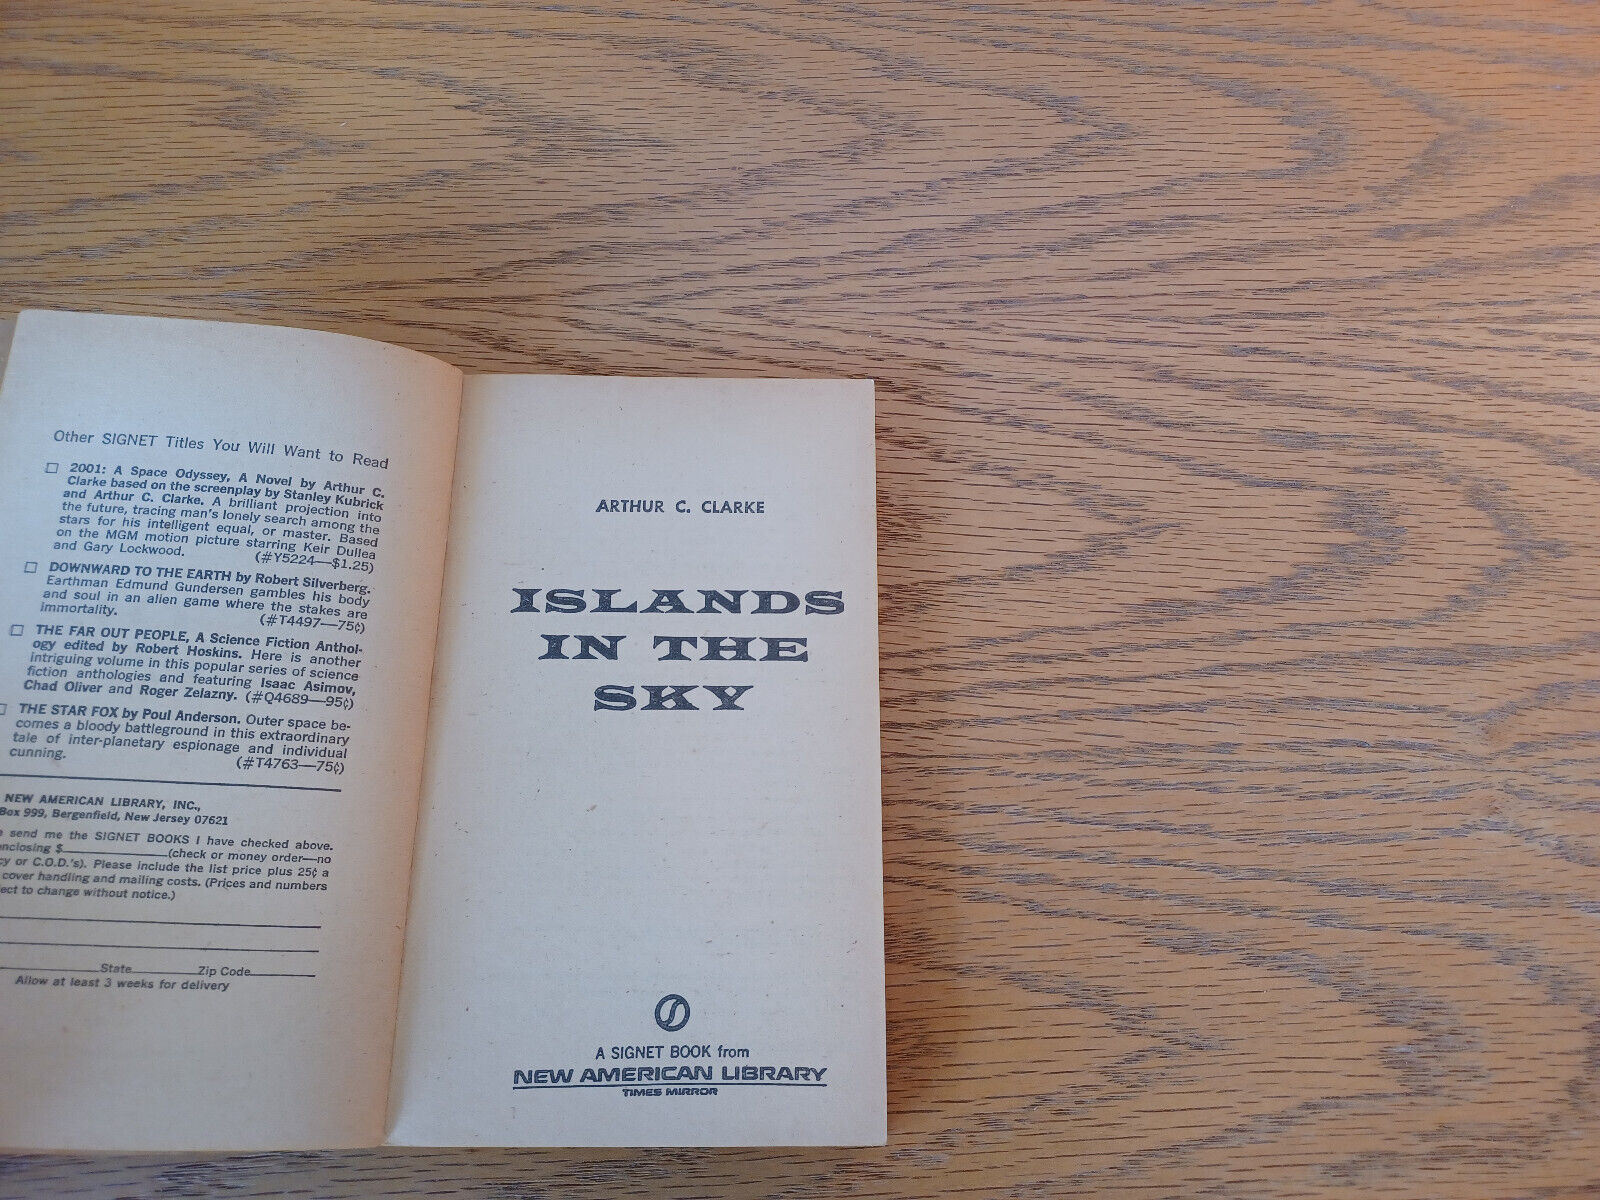 Other SIGNET Titles You Will Want to Read
2001: A Space Odyssey, A Novel by Arthur C.
Clarke based on the screenplay by Stanley Kubrick
and Arthur C. Clarke. A brilliant projection into
the future, tracing man's lonely search among the
stars for his intelligent equal, or master. Based
on the MGM motion picture starring Keir Dullea
and Gary Lockwood. (#Y5224—$1.25)
DOWNWARD TO THE EARTH by Robert Silverberg.
Earthman Edmund Gundersen gambles his body
and soul in an alien game where the stakes are
immortality. (#T4497—75¢)
THE FAR OUT PEOPLE, A Science Fiction Anthol-
ogy edited by Robert Hoskins. Here is another
intriguing volume in this popular series of science
fiction anthologies and featuring Isaac Asimov,
Chad Oliver and Roger Zelazny. (#Q4689—95¢)
THE STAR FOX by Poul Anderson. Outer space be-
comes a bloody battleground in this extraordinary
tale of inter-planetary espionage and individual
cunning. (#T4763—75¢)
NEW AMERICAN LIBRARY, INC.,
Box 999, Bergenfield, New Jersey 07621
send me the SIGNET BOOKS I have checked above.
enclosing $ (check or money order—no
cy or C.O.D.'s). Please include the list price plus 25¢ a
cover handling and mailing costs. (Prices and numbers
ject to change without notice.)
State Zip Code
Allow at least 3 weeks for delivery
ARTHUR C. CLARKE
ISLANDS
IN THE
SKY
A SIGNET BOOK from
NEW AMERICAN LIBRARY
TIMES MIRROR